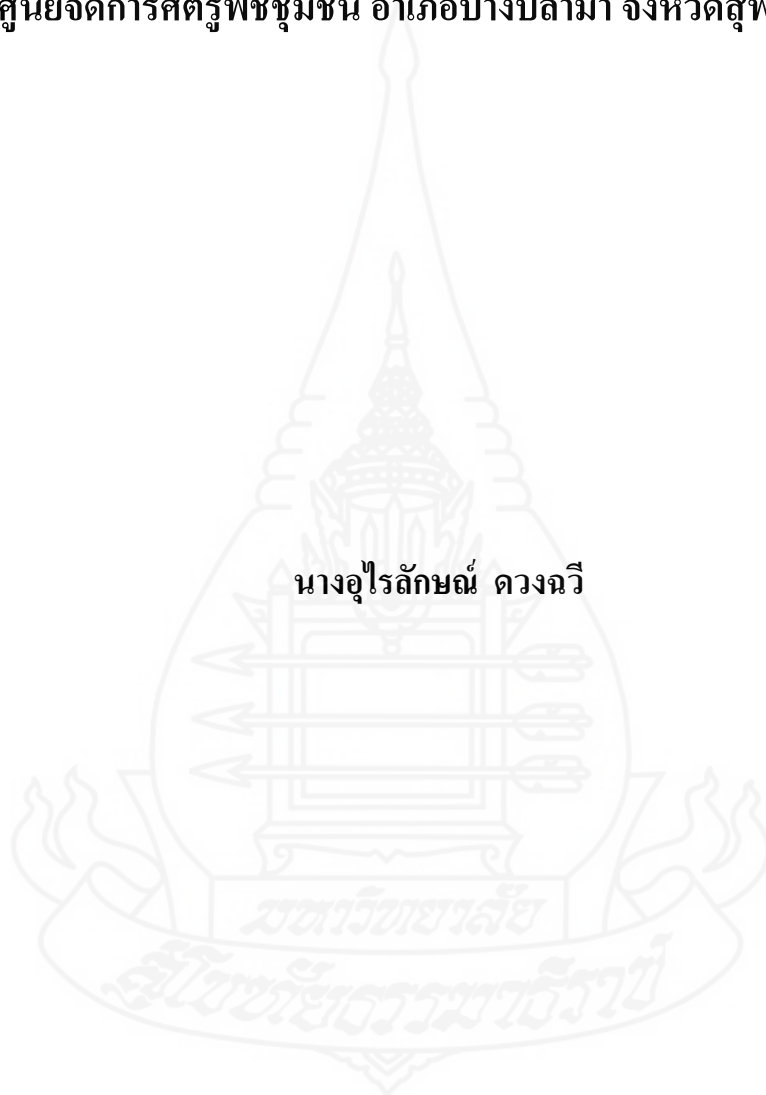 ศูนย์จัดการศัตรูพืชชุมชน อำเภอบางปลาม้า จังหวัด
นางอุไรลักษณ์ ดวงฉวี
มหาวิทยาลัย
สุโขทัยธรรมาธิราช